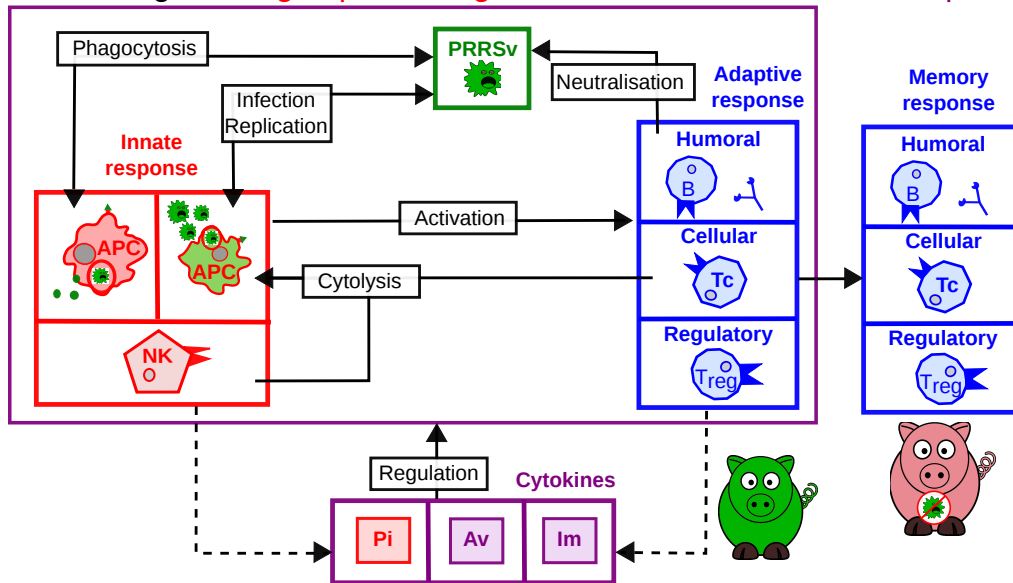 Phagocytosis
PRRSv
Neutralisation
Infection
Replication
Adaptive
response
Memory
response
Innate
response
Humoral
B
Humoral
B
APC
APC
Activation
Cellular
Tc
Cellular
Tc
Cytolysis
NK
Regulatory
Treg
Regulatory
Treg
Regulation
Cytokines
Pi
Av
Im